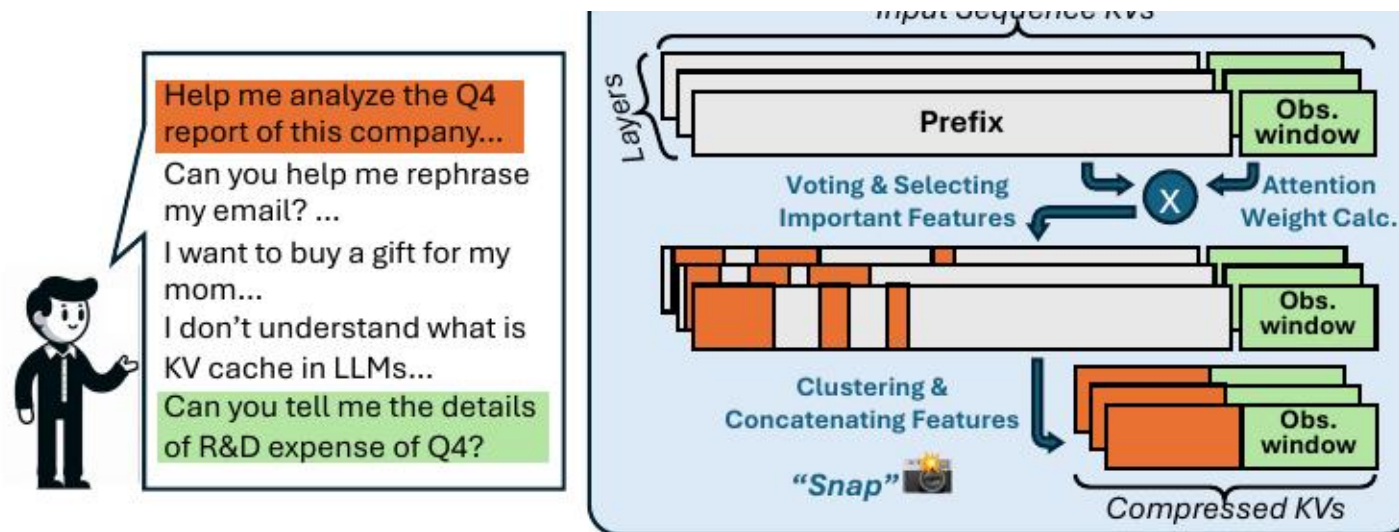 Help me analyze the Q4
report of this company...
Can you help me rephrase
my email? ...
I want to buy a gift for my
mom...
I don’t understand what is
KV cache in LLMs...
Can you tell me the details
of R&D expense of Q4?
Input Sequence KVs
Layers
Prefix
Obs.
window
Voting & Selecting
Important Features
X
Attention
Weight Calc.
Obs.
window
Clustering &
Concatenating Features
Obs.
window
“Snap”
Compressed KVs